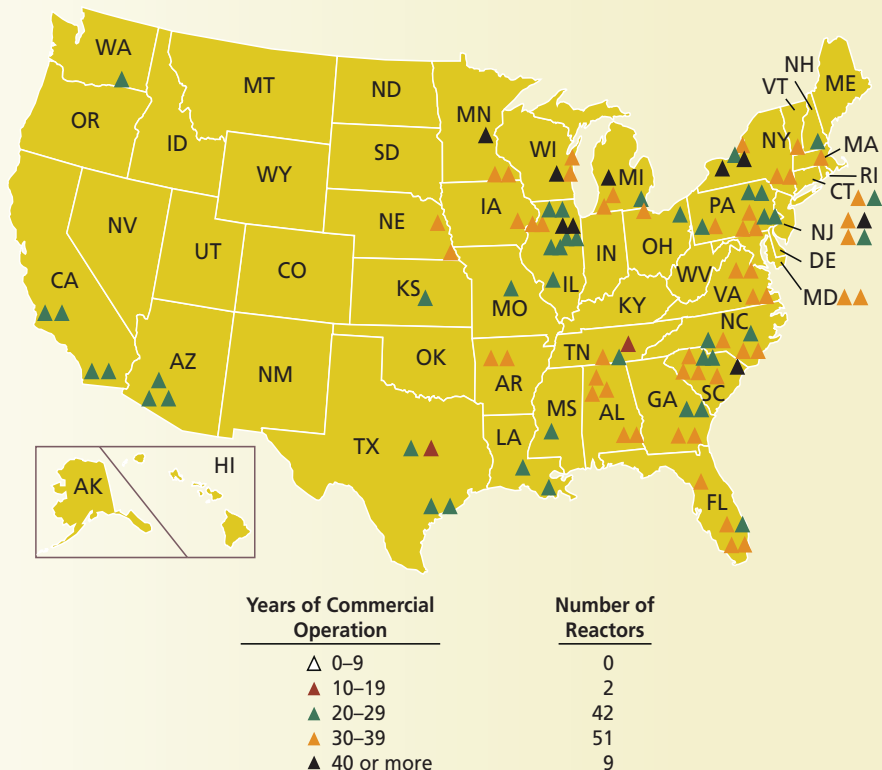 WA
MT
ND
MN
OR
ID
WY
SD
WI
MI
NH
VT
ME
NY
MA
RI
CT
NV
UT
CO
NE
IA
IL
IN
OH
PA
NJ
DE
MD
WV
VA
CA
AZ
NM
KS
MO
KY
OK
AR
TN
NC
SC
TX
LA
MS
AL
GA
FL
AK
HI
Years of Commercial Operation
Number of Reactors
0–9 0
10–19 2
20–29 42
30–39 51
40 or more 9